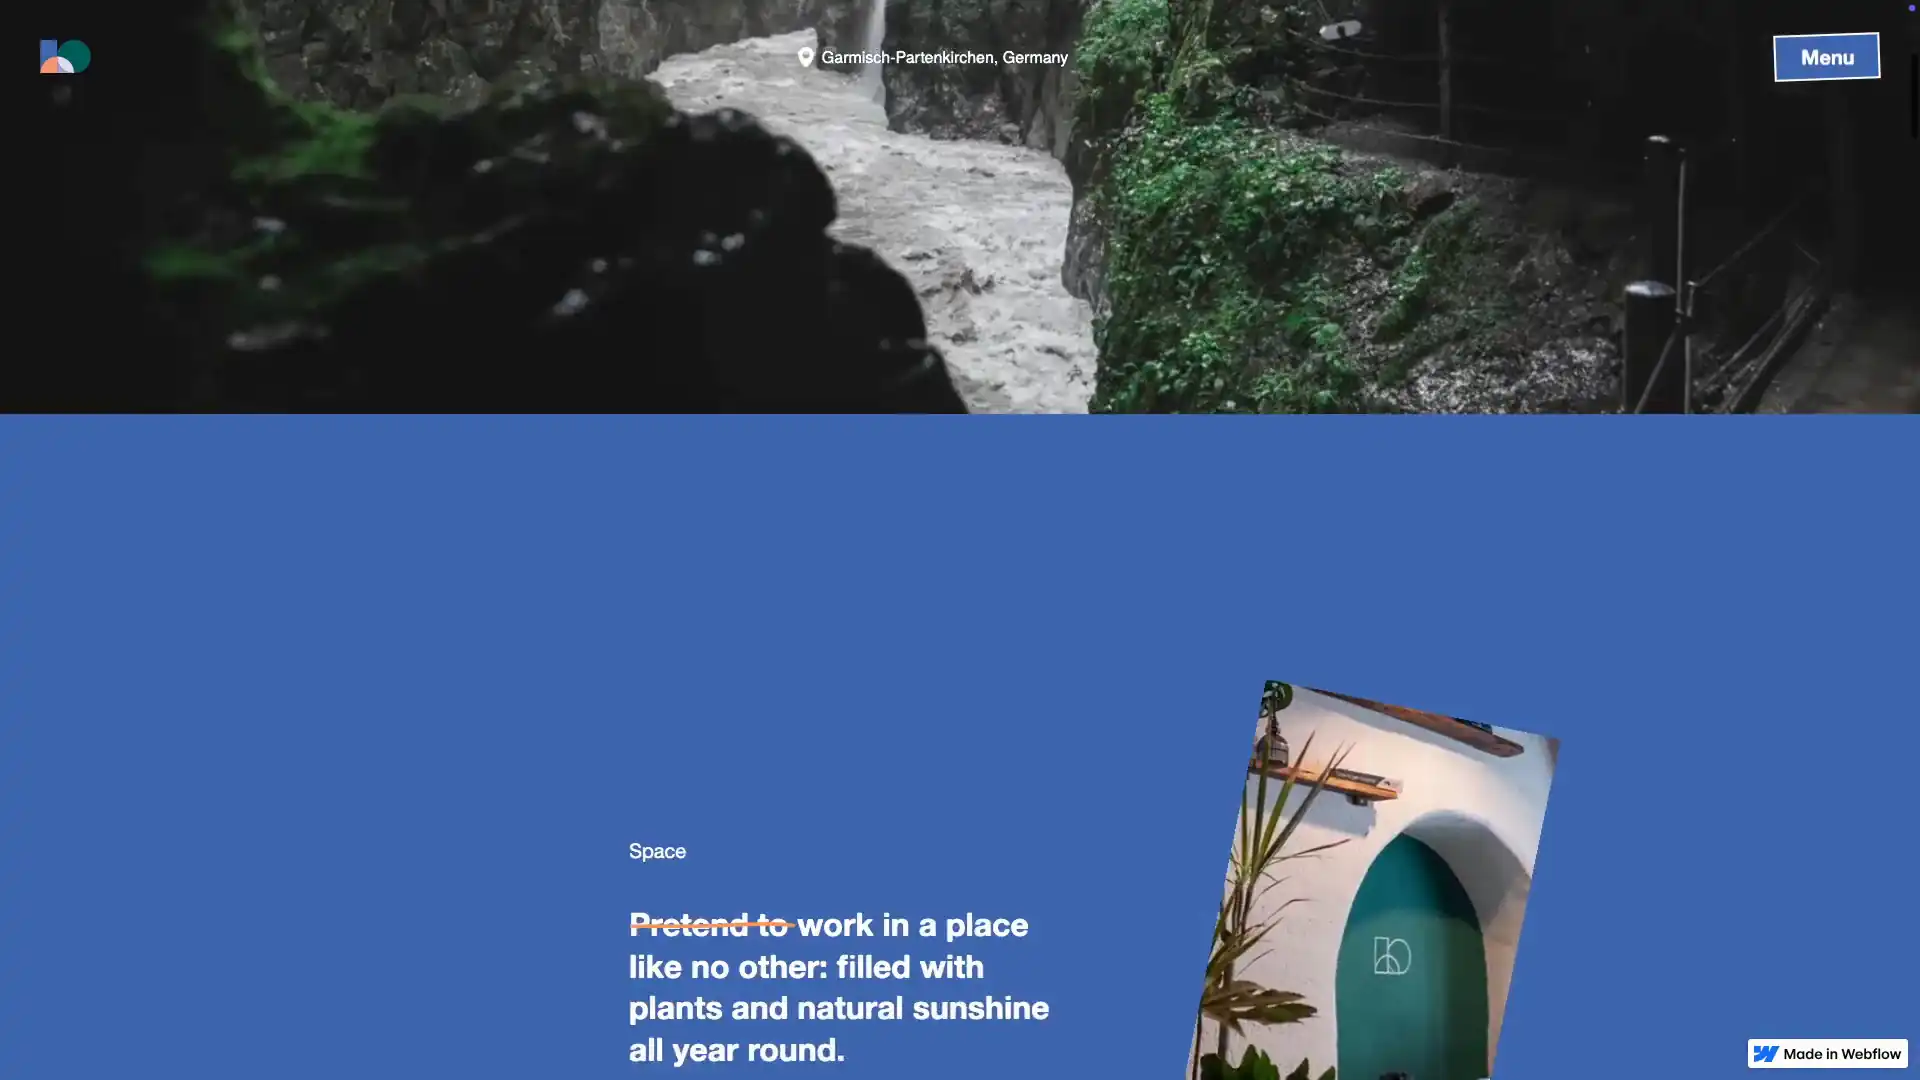 Garmisch-Partenkirchen, Germany
Menu
Space
Pretend to work in a place
like no other: filled with
plants and natural sunshine
all year round.
Made in Webflow